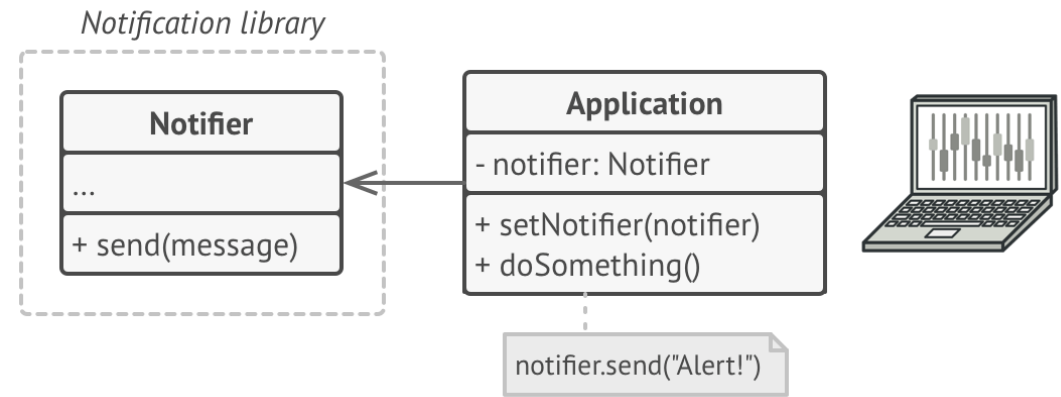 Notification library
Notifier
...
+ send(message)
Application
- notifier: Notifier
+ setNotifier(notifier)
+ doSomething()
notifier.send("Alert!")